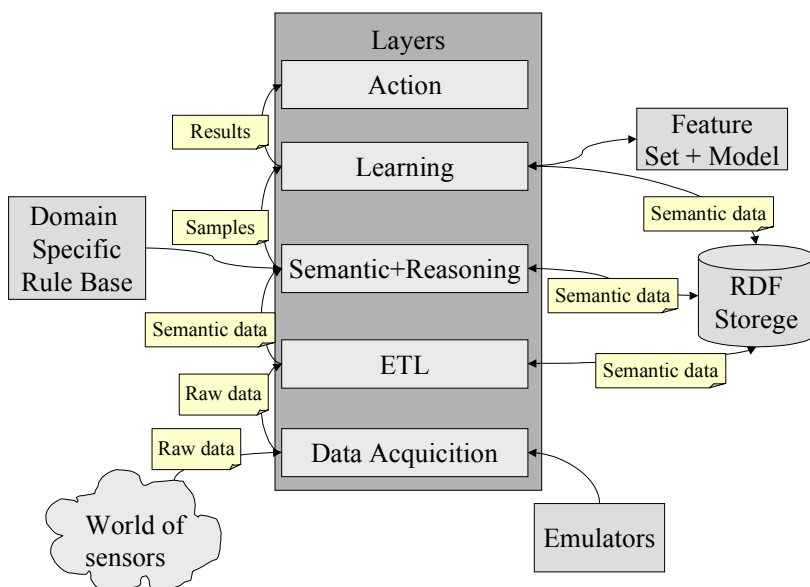 Layers
Action
Results
Feature
Set + Model
Learning
Domain
Specific
Rule Base
Samples
Semantic data
Semantic+Reasoning
Semantic data
RDF
Storege
Semantic data
ETL
Semantic data
Raw data
Raw data
Data Acquicition
World of
sensors
Emulators